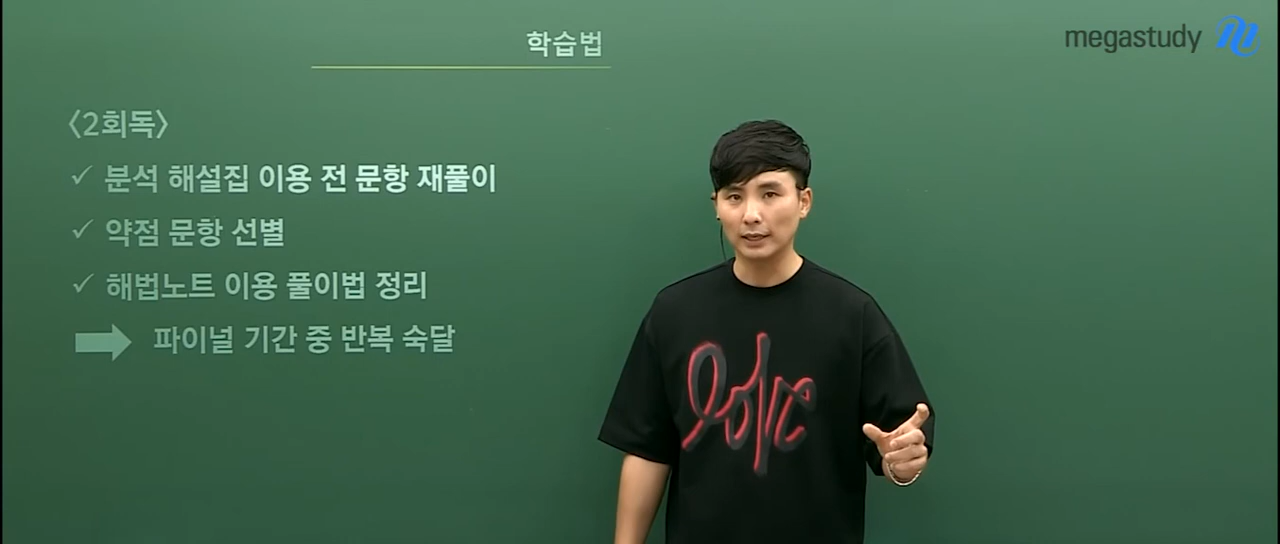 학습법
megastudy
〈2회독〉
✓ 분석 해설집 이용 전 문항 재풀이
✓ 약점 문항 선별
✓ 해법노트 이용 풀이법 정리
➡ 파이널 기간 중 반복 숙달
love